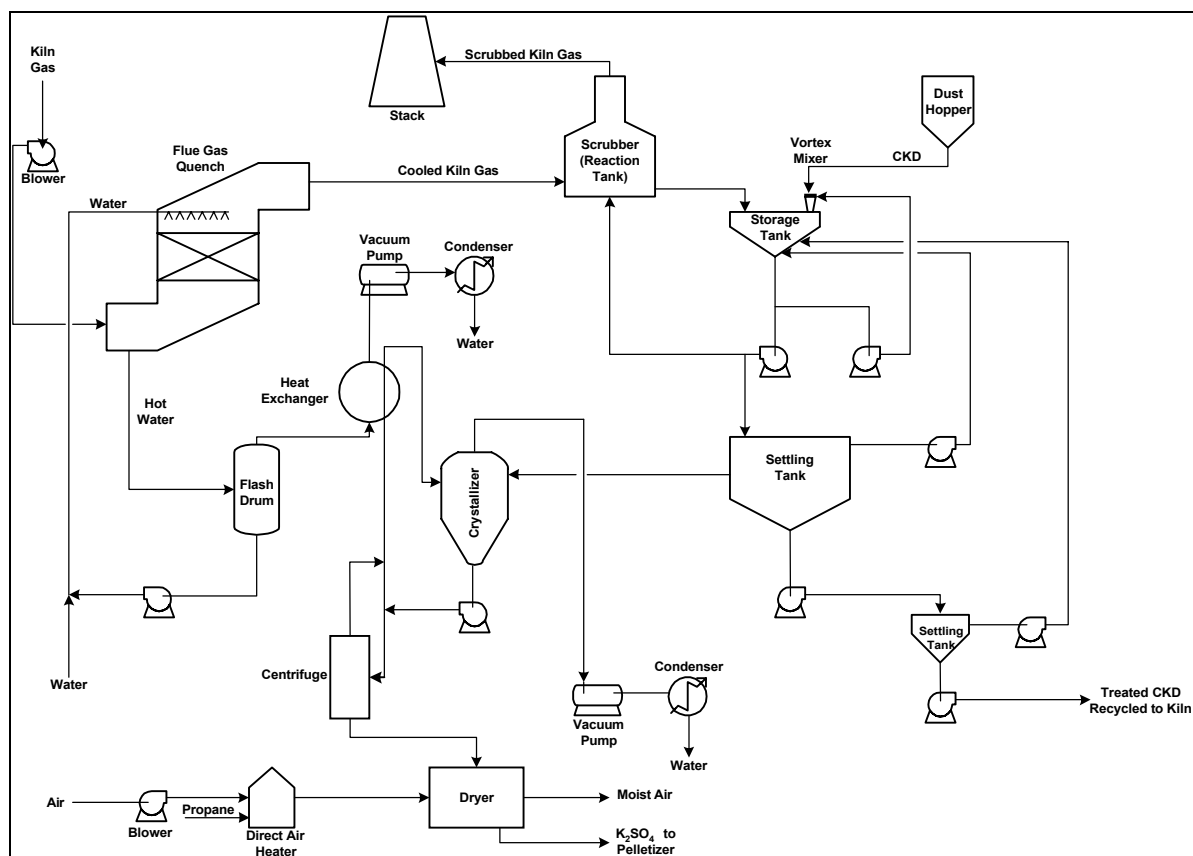 Kiln
Gas
Blower
Flue Gas
Quench
Water
Scrubbed Kiln Gas
Stack
Cooled Kiln Gas
Scrubber
(Reaction
Tank)
Dust
Hopper
Vortex
Mixer
CKD
Storage
Tank
Vacuum
Pump
Condenser
Water
Heat
Exchanger
Hot
Water
Flash
Drum
Crystallizer
Settling
Tank
Settling
Tank
Water
Centrifuge
Condenser
Vacuum
Pump
Water
Treated CKD
Recycled to Kiln
Air
Blower
Propane
Direct Air
Heater
Dryer
Moist Air
K₂SO₄ to
Pelletizer